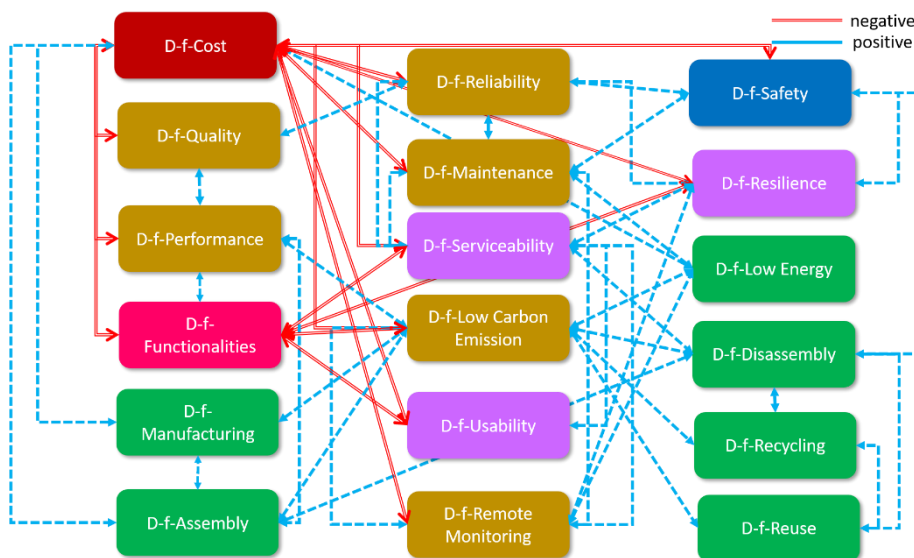 negative
positive
D-f-Cost
D-f-Quality
D-f-Performance
D-f-
Functionalities
D-f-
Manufacturing
D-f-Assembly
D-f-Reliability
D-f-Maintenance
D-f-Serviceability
D-f-Low Carbon
Emission
D-f-Usability
D-f-Remote
Monitoring
D-f-Safety
D-f-Resilience
D-f-Low Energy
D-f-Disassembly
D-f-Recycling
D-f-Reuse